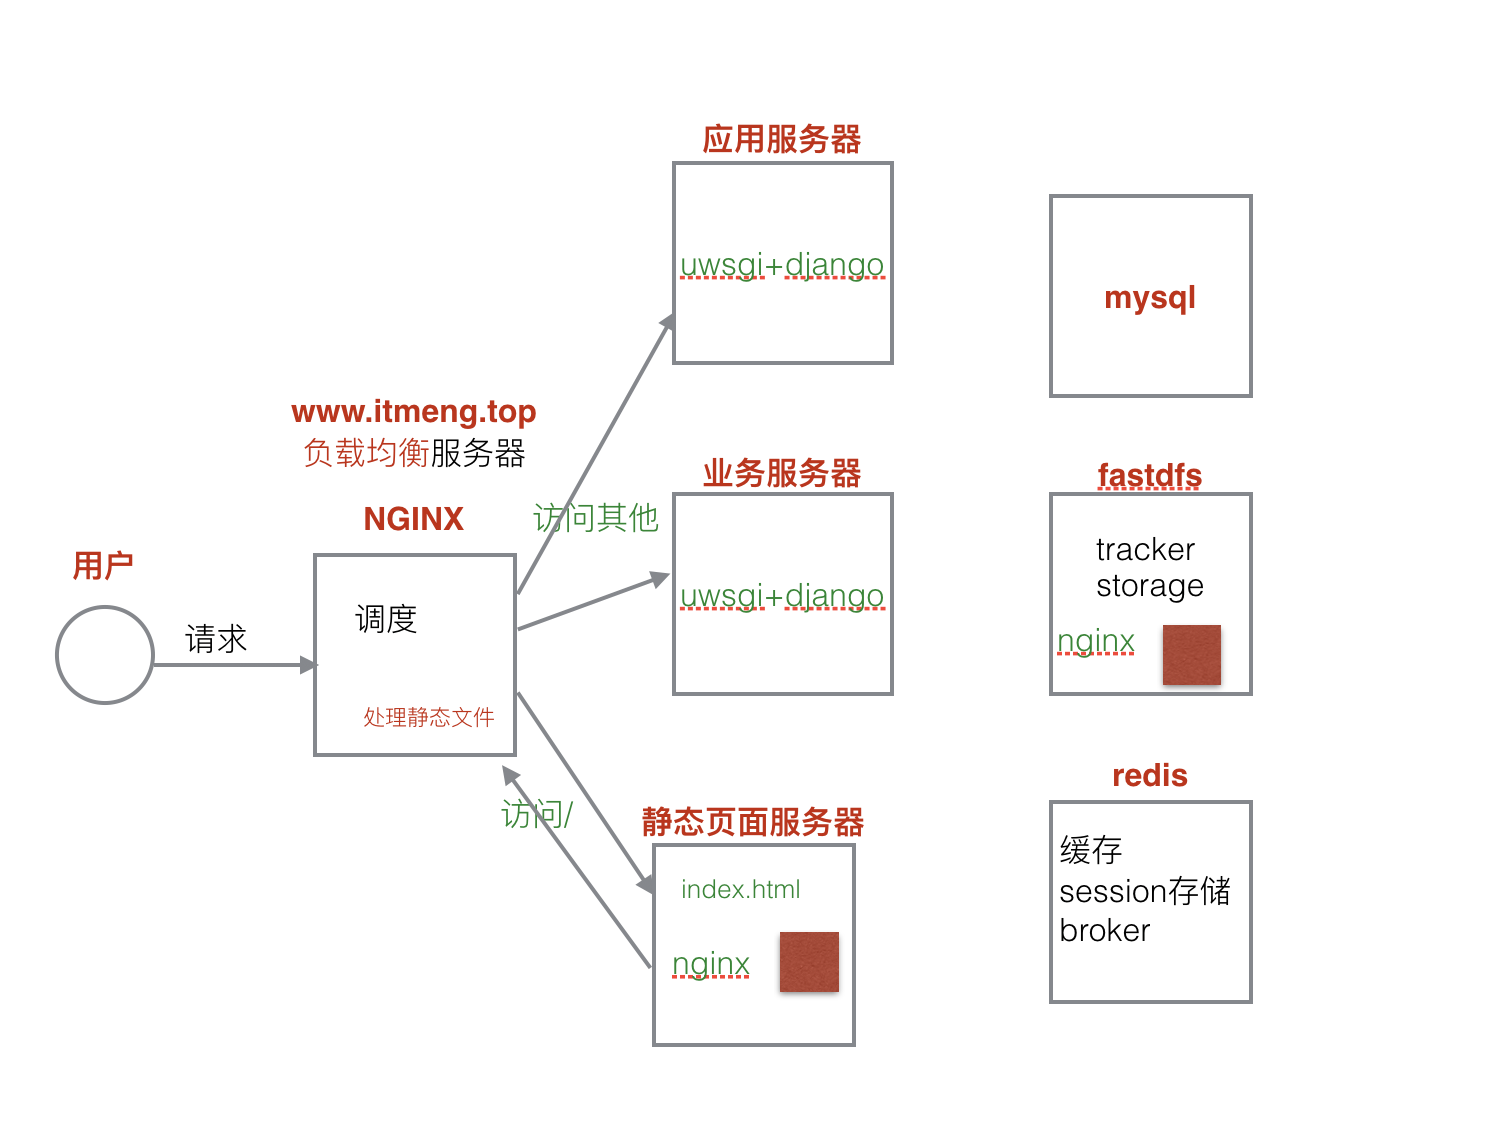 应用服务器
uwsgi+django
mysql
www.itmeng.top
负载均衡服务器
NGINX
访问其他
业务服务器
uwsgi+django
fastdfs
tracker
storage
nginx
用户
请求
调度
处理静态文件
访问/
静态页面服务器
index.html
nginx
redis
缓存
session存储
broker